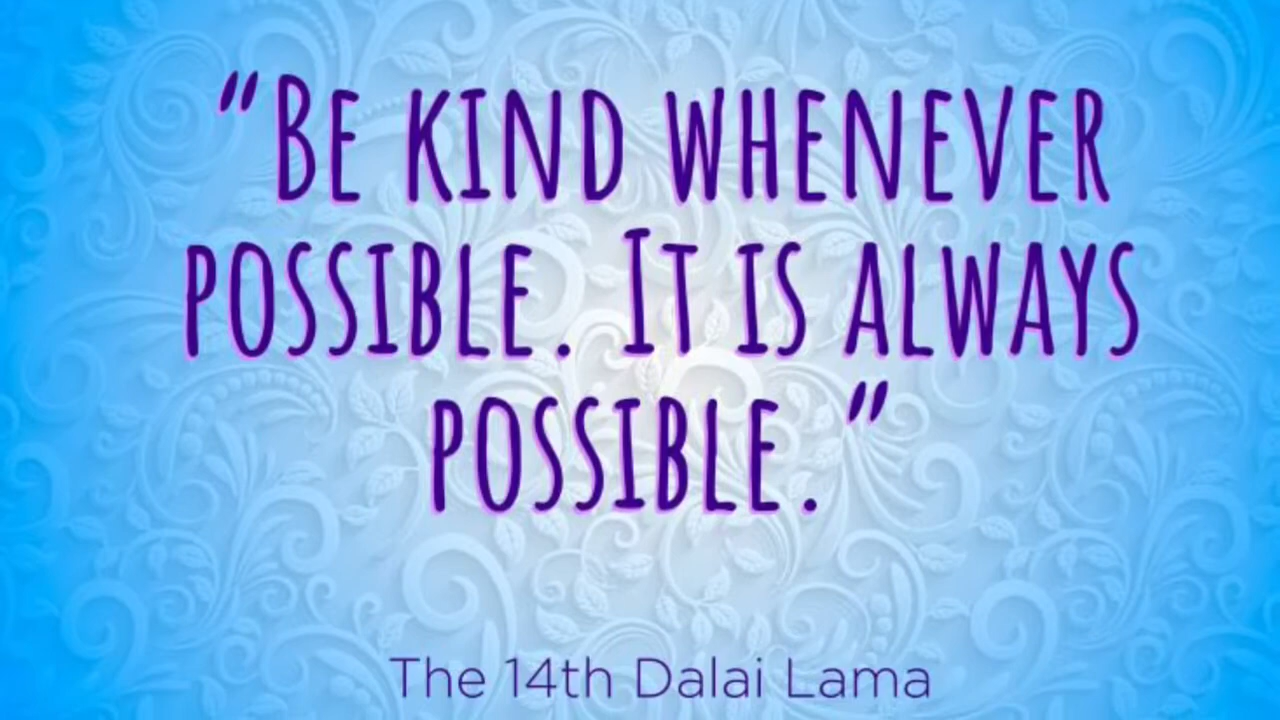 “Be kind whenever
possible. It is always
possible.”
The 14th Dalai Lama